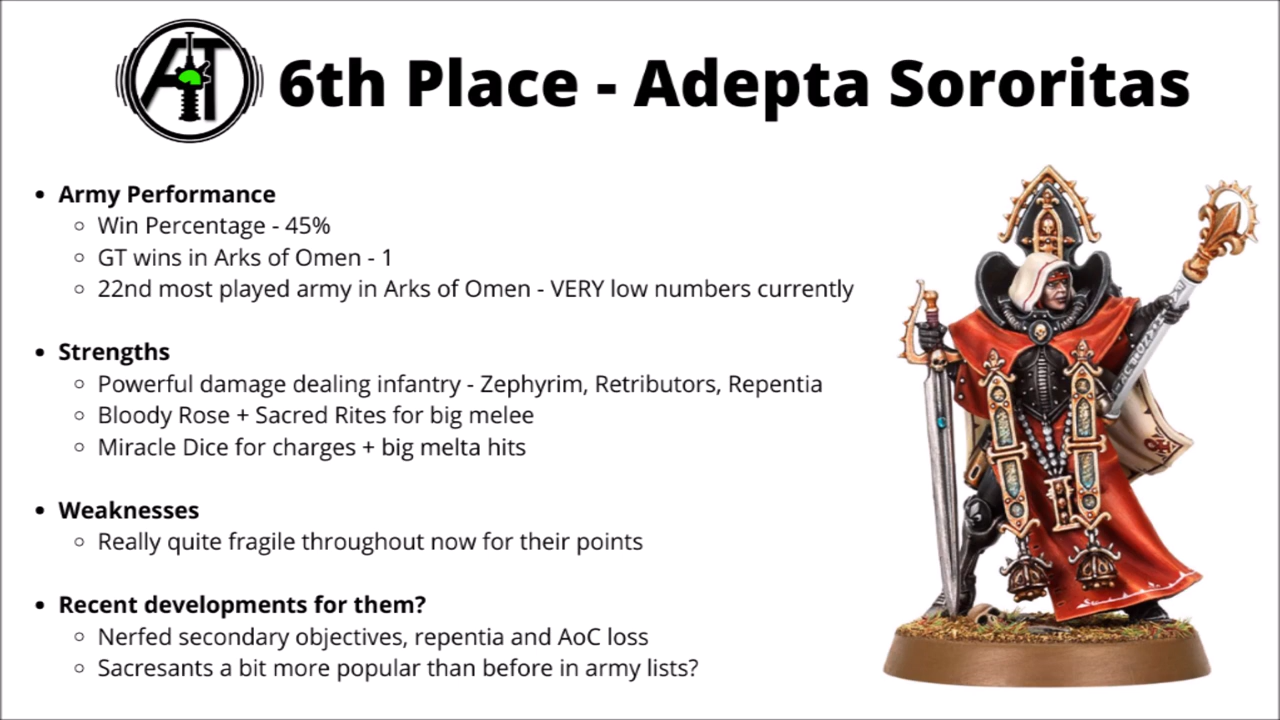 AT
6th Place - Adepta Sororitas
Army Performance
Win Percentage - 45%
GT wins in Arks of Omen - 1
22nd most played army in Arks of Omen - VERY low numbers currently
Strengths
Powerful damage dealing infantry - Zephyrim, Retributors, Repentia
Bloody Rose + Sacred Rites for big melee
Miracle Dice for charges + big melta hits
Weaknesses
Really quite fragile throughout now for their points
Recent developments for them?
Nerfed secondary objectives, repentia and AoC loss
Sacresants a bit more popular than before in army lists?